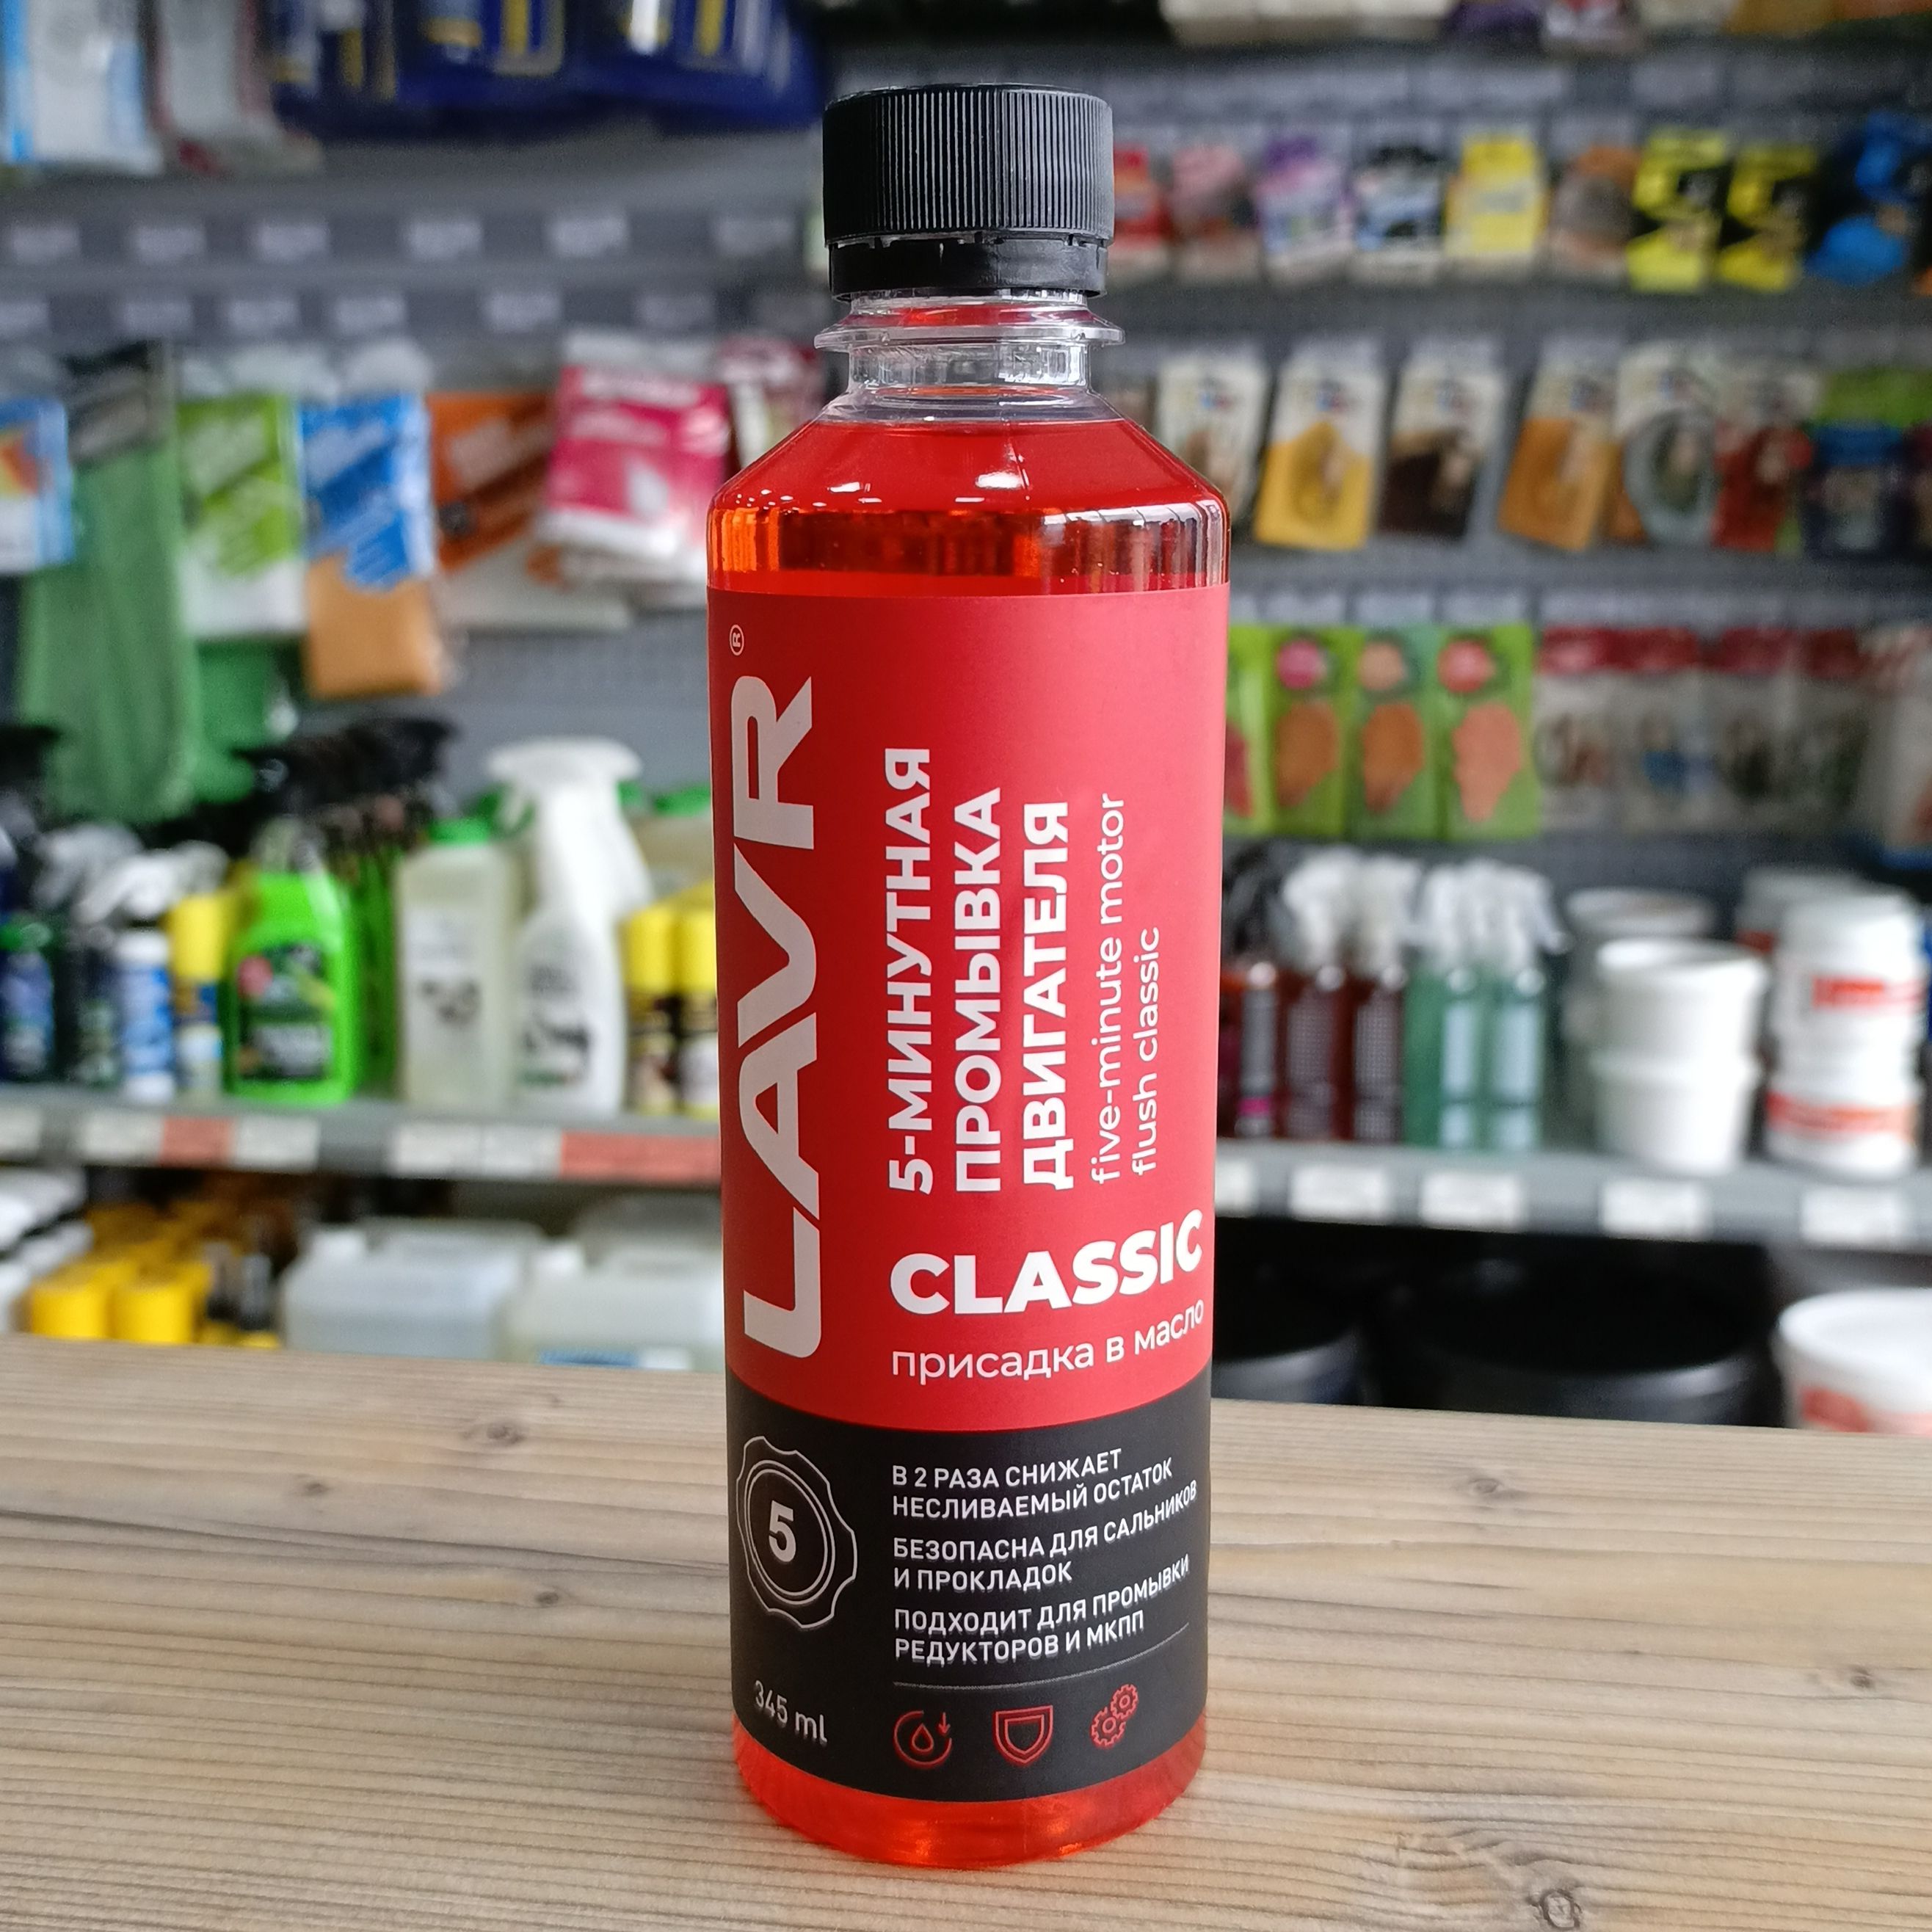 LAVR®
5-МИНУТНАЯ
ПРОМЫВКА
ДВИГАТЕЛЯ
five-minute motor
flush classic
CLASSIC
присадка в масло
5
В 2 РАЗА СНИЖАЕТ
НЕСЛИВАЕМЫЙ ОСТАТОК
БЕЗОПАСНА ДЛЯ САЛЬНИКОВ
И ПРОКЛАДОК
ПОДХОДИТ ДЛЯ ПРОМЫВКИ
РЕДУКТОРОВ И МКПП
345 ml